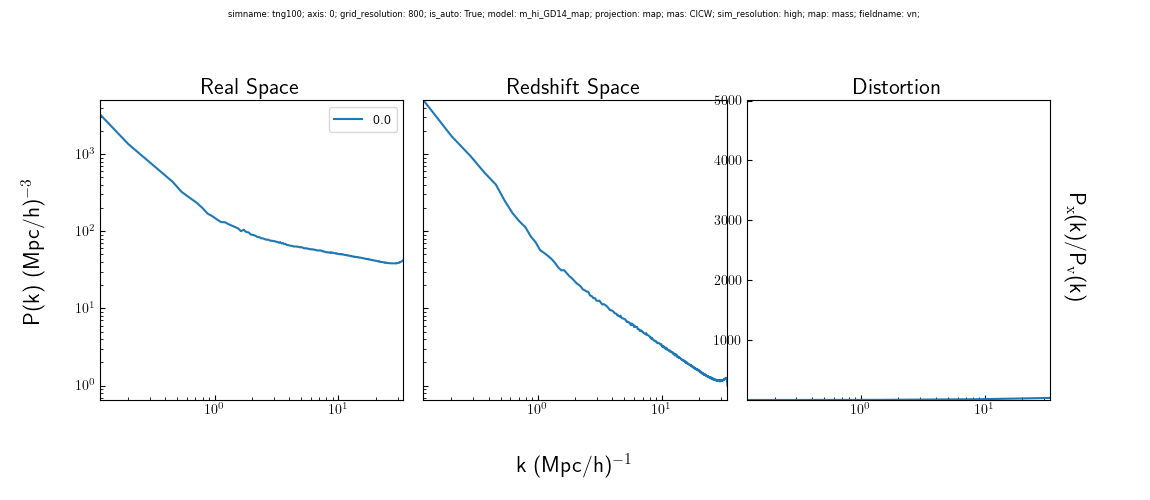 simname: tng100; axis: 0; grid_resolution: 800; is_auto: True; model: m_hi_GD14_map; projection: map; mas: CICW; sim_resolution: high; map: mass; fieldname: vn;
Real Space
Redshift Space
Distortion
0.0
P(k) (Mpc/h)⁻³
10³
10²
10¹
10⁰
5000
4000
3000
2000
1000
Pₓ(k)/Pᵥ(k)
10⁰ 10¹
10⁰ 10¹
10⁰ 10¹
k (Mpc/h)⁻¹